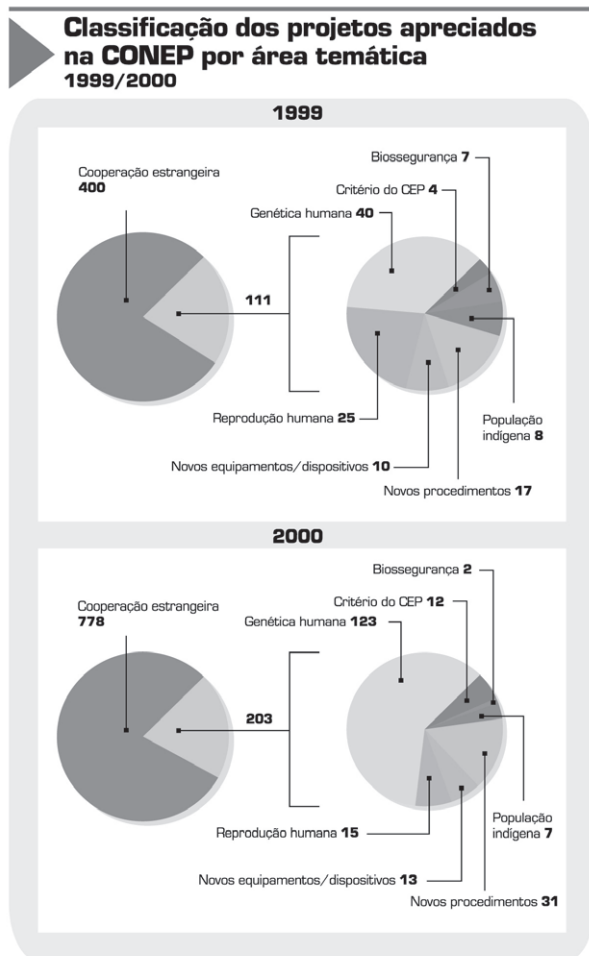 Classificação dos projetos apreciados
na CONEP por área temática
1999/2000
1999
Biossegurança 7
Cooperação estrangeira
400
Critério do CEP 4
Genética humana 40
111
Reprodução humana 25
População
indígena 8
Novos equipamentos/dispositivos 10
Novos procedimentos 17
2000
Biossegurança 2
Cooperação estrangeira
778
Critério do CEP 12
Genética humana 123
203
População
indígena 7
Reprodução humana 15
Novos equipamentos/dispositivos 13
Novos procedimentos 31